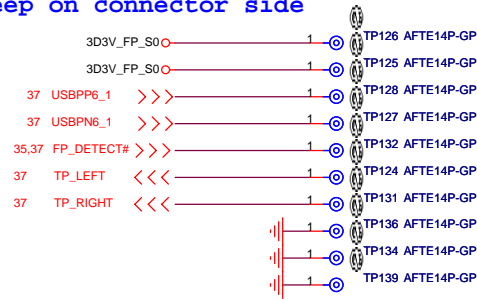 eep on connector side
3D3V_FP_S0 1 TP126 AFTE14P-GP
3D3V_FP_S0 1 TP125 AFTE14P-GP
37 USBPP6_1 1 TP128 AFTE14P-GP
37 USBPN6_1 1 TP127 AFTE14P-GP
35,37 FP_DETECT# 1 TP132 AFTE14P-GP
37 TP_LEFT 1 TP124 AFTE14P-GP
37 TP_RIGHT 1 TP131 AFTE14P-GP
1 TP136 AFTE14P-GP
1 TP134 AFTE14P-GP
1 TP139 AFTE14P-GP